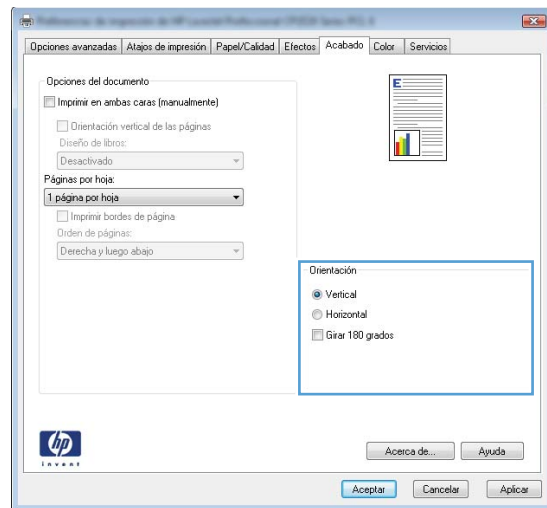 Opciones avanzadas Atajos de impresión Papel/Calidad Efectos Acabado Color Servicios
Opciones del documento
Imprimir en ambas caras (manualmente)
Orientación vertical de las páginas
Diseño de libros:
Desactivado
Páginas por hoja:
1 página por hoja
Imprimir bordes de página
Orden de páginas:
Derecha y luego abajo
E
Orientación
Vertical
Horizontal
Girar 180 grados
hp
invent
Acerca de... Ayuda
Aceptar Cancelar Aplicar